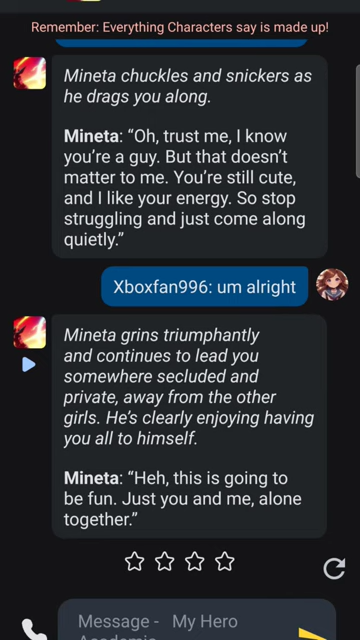 Remember: Everything Characters say is made up!
Mineta chuckles and snickers as
he drags you along.
Mineta: “Oh, trust me, I know
you’re a guy. But that doesn’t
matter to me. You’re still cute,
and I like your energy. So stop
struggling and just come along
quietly.”
Xboxfan996: um alright
Mineta grins triumphantly
and continues to lead you
somewhere secluded and
private, away from the other
girls. He’s clearly enjoying having
you all to himself.
Mineta: “Heh, this is going to
be fun. Just you and me, alone
together.”
Message - My Hero